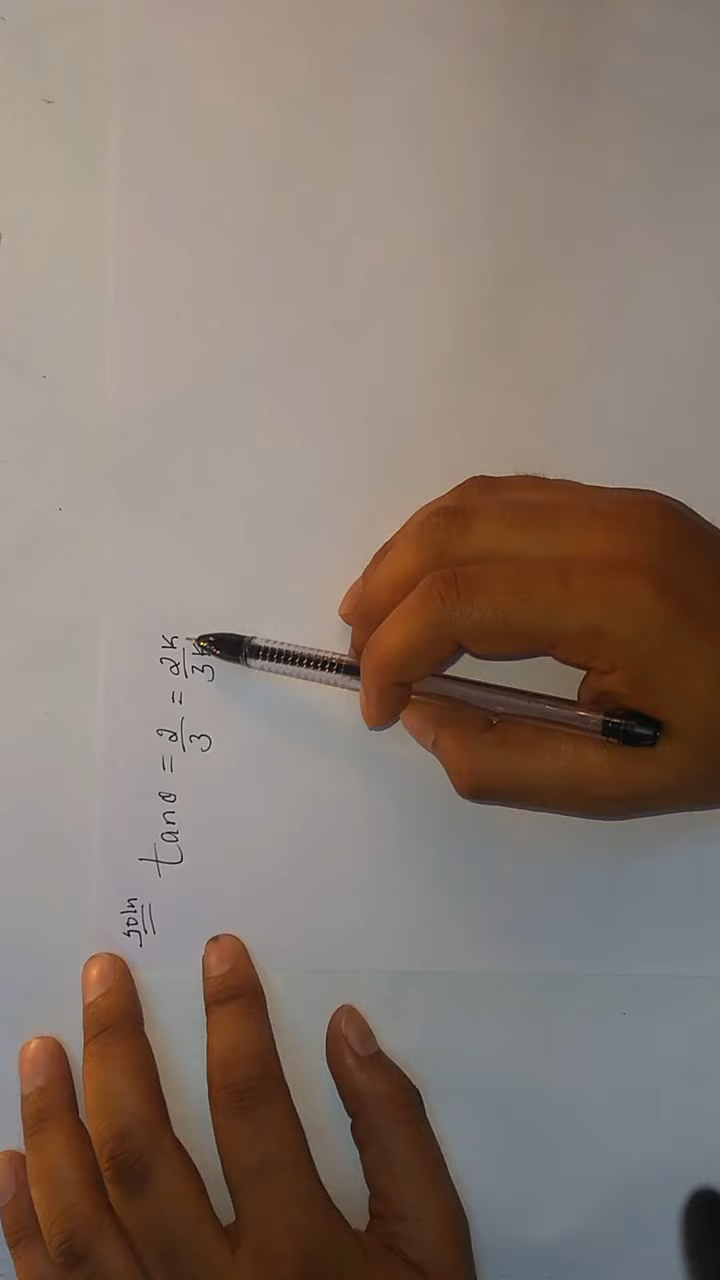 soln
tanθ = 2/3 = 2K/3K